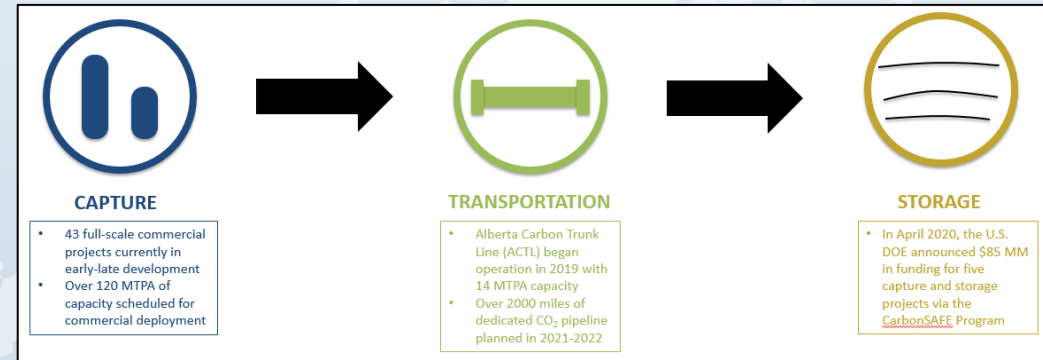 CAPTURE
• 43 full-scale commercial
projects currently in
early-late development
• Over 120 MTPA of
capacity scheduled for
commercial deployment
TRANSPORTATION
• Alberta Carbon Trunk
Line (ACTL) began
operation in 2019 with
14 MTPA capacity
• Over 2000 miles of
dedicated CO₂ pipeline
planned in 2021-2022
STORAGE
• In April 2020, the U.S.
DOE announced $85 MM
in funding for five
capture and storage
projects via the
CarbonSAFE Program